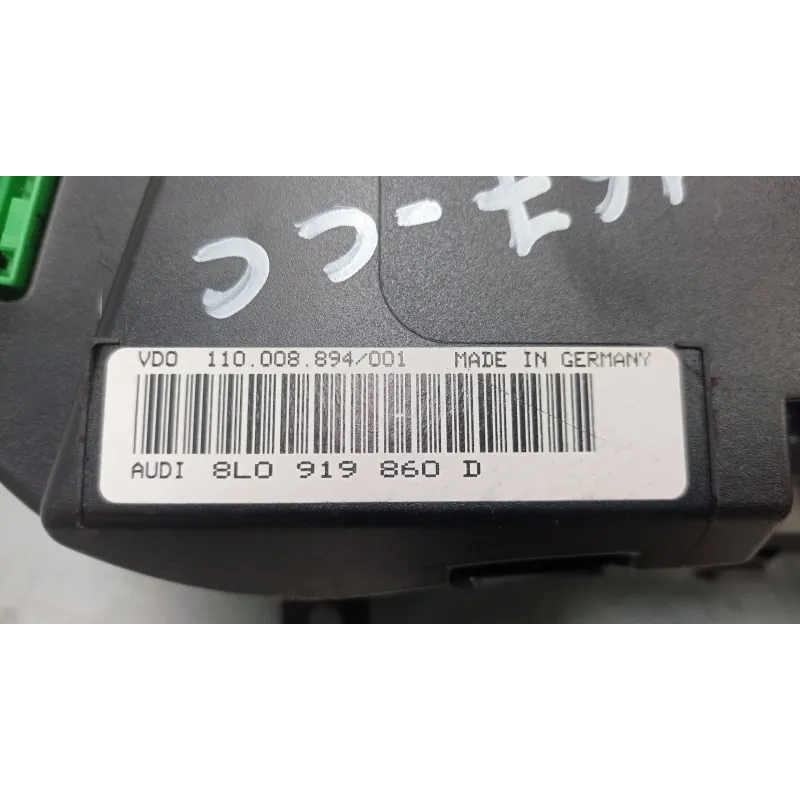 VDO 110.008.894/001 MADE IN GERMANY
AUDI 8L0 919 860 D